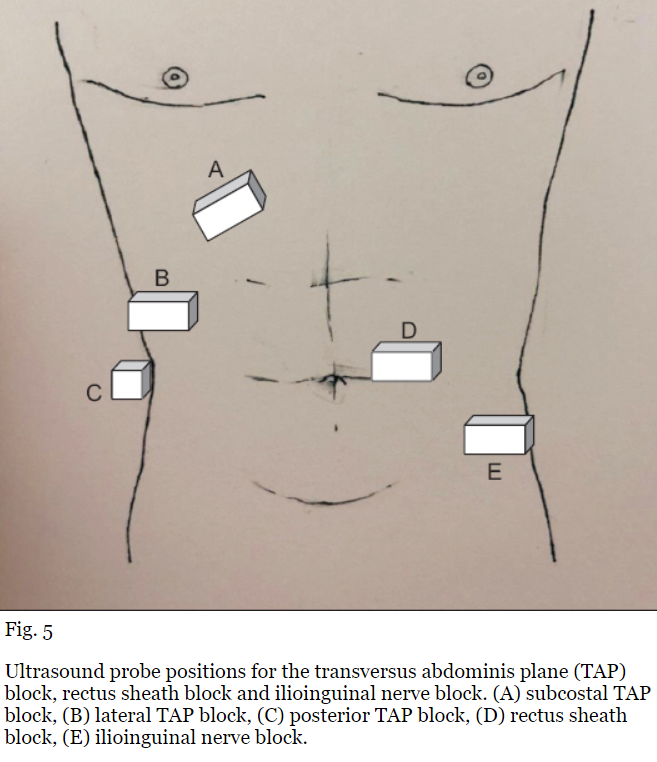 A
B
D
C
E
Fig. 5
Ultrasound probe positions for the transversus abdominis plane (TAP)
block, rectus sheath block and ilioinguinal nerve block. (A) subcostal TAP
block, (B) lateral TAP block, (C) posterior TAP block, (D) rectus sheath
block, (E) ilioinguinal nerve block.